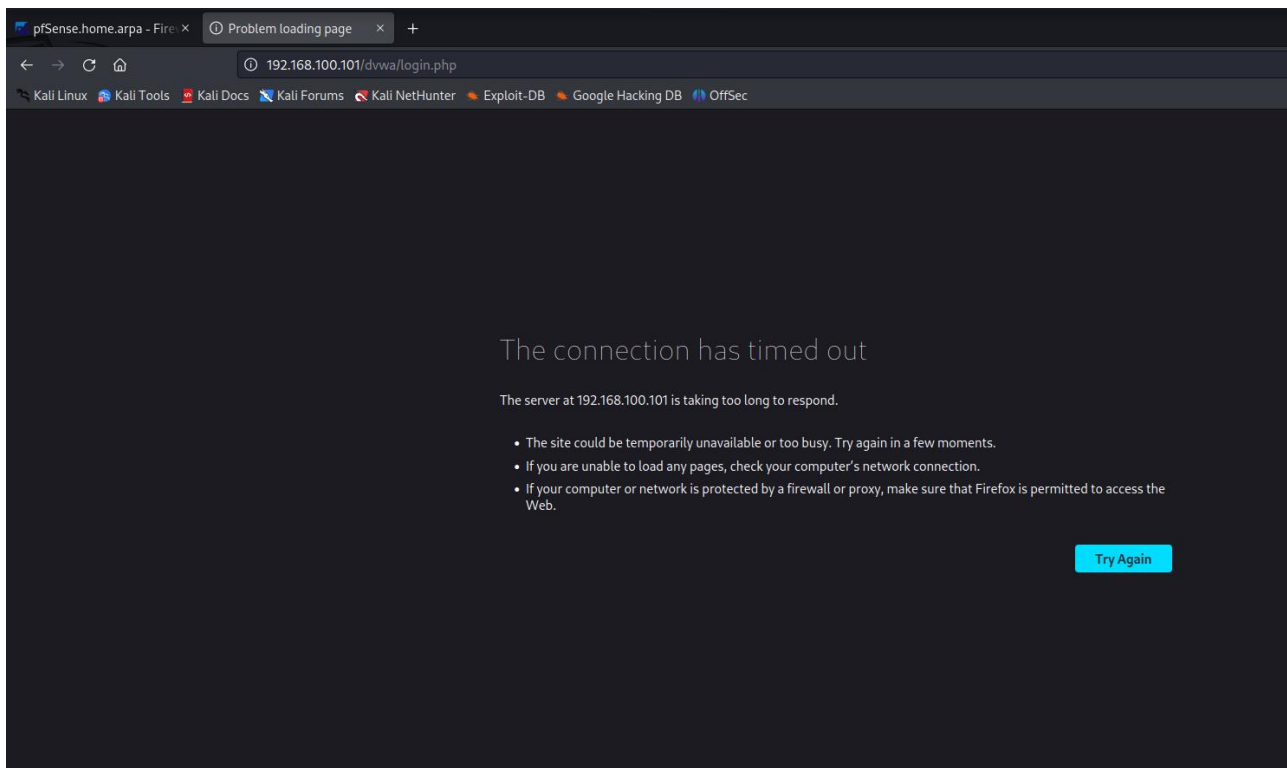 pfSense.home.arpa - Fire
Problem loading page
192.168.100.101/dvwa/login.php
Kali Linux Kali Tools Kali Docs Kali Forums Kali NetHunter Exploit-DB Google Hacking DB OffSec
The connection has timed out
The server at 192.168.100.101 is taking too long to respond.
• The site could be temporarily unavailable or too busy. Try again in a few moments.
• If you are unable to load any pages, check your computer’s network connection.
• If your computer or network is protected by a firewall or proxy, make sure that Firefox is permitted to access the
Web.
Try Again